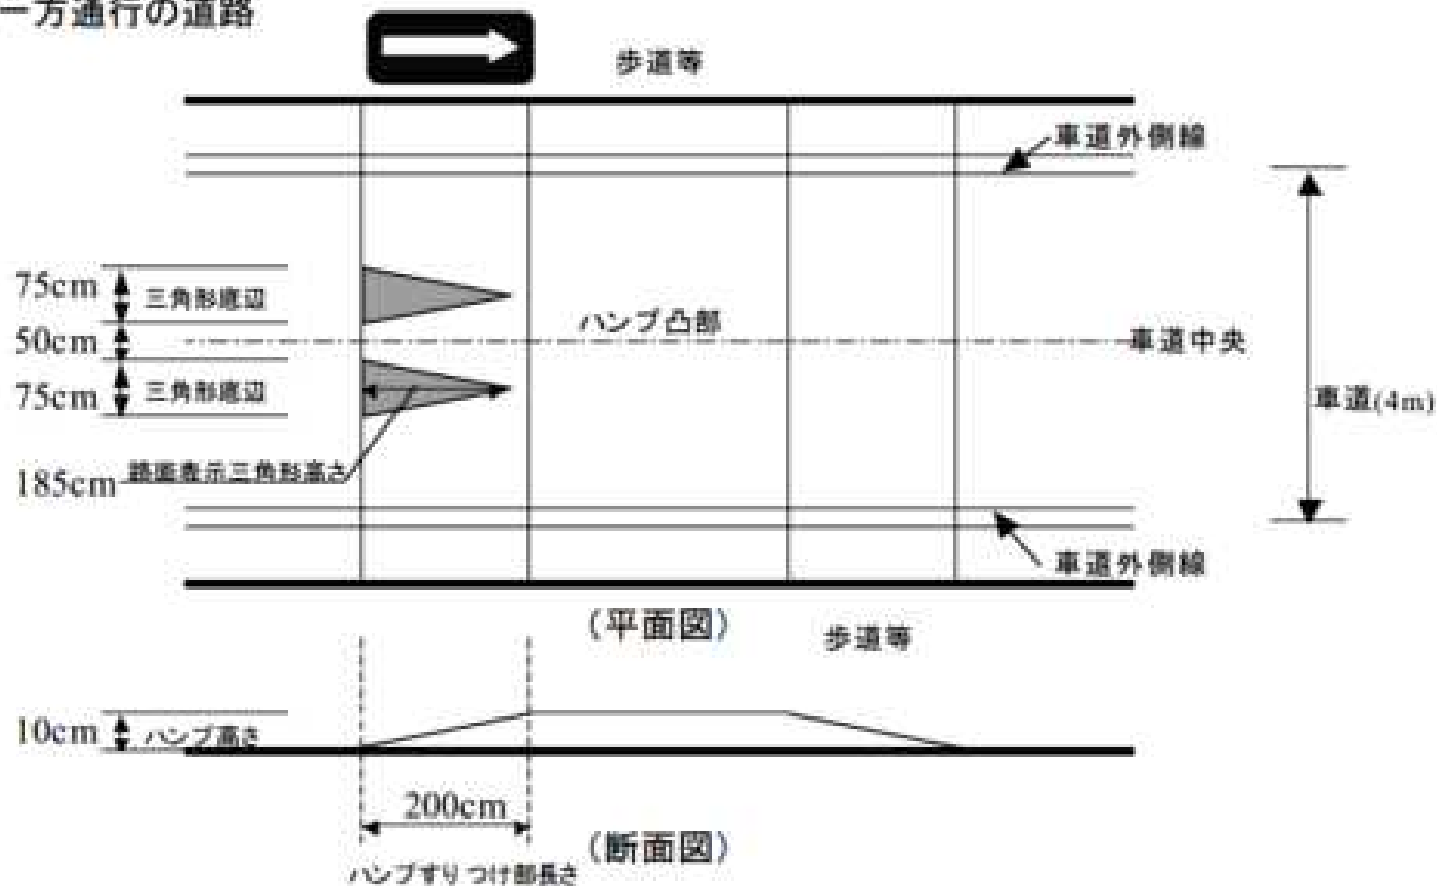 一方通行の道路
歩道等
車道外側線
75cm
三角形底辺
50cm
ハンプ凸部
車道中央
75cm
三角形底辺
車道(4m)
185cm
路面表示三角形高さ
車道外側線
(平面図)
歩道等
10cm
ハンプ高さ
200cm
(断面図)
ハンプすりつけ部長さ